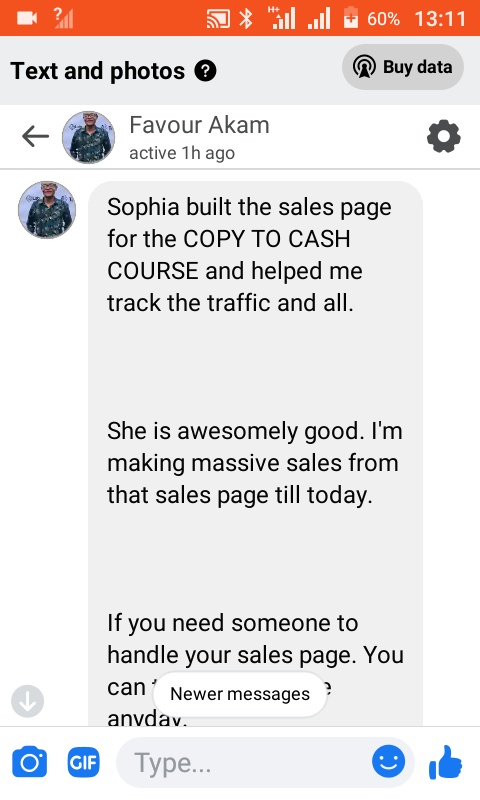 60% 13:11
Text and photos ?
Buy data
Favour Akam
active 1h ago
Sophia built the sales page
for the COPY TO CASH
COURSE and helped me
track the traffic and all.
She is awesomely good. I'm
making massive sales from
that sales page till today.
If you need someone to
handle your sales page. You
can
Newer messages
anyday.
GIF
Type...